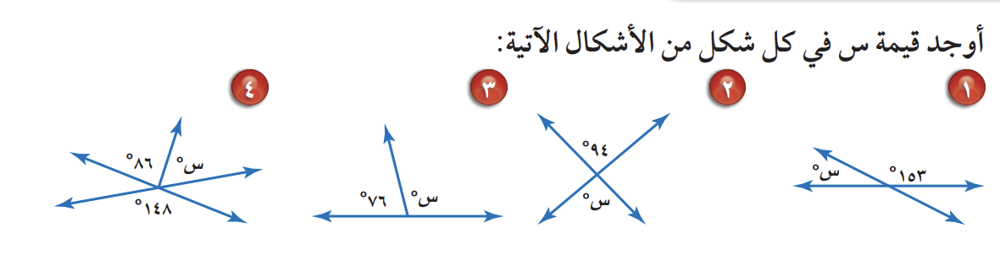 أوجد قيمة س في كل شكل من الأشكال الآتية:
١
١٥٣°
س°
٢
٩٤°
س°
٣
س°
٧٦°
٤
س°
٨٦°
١٤٨°